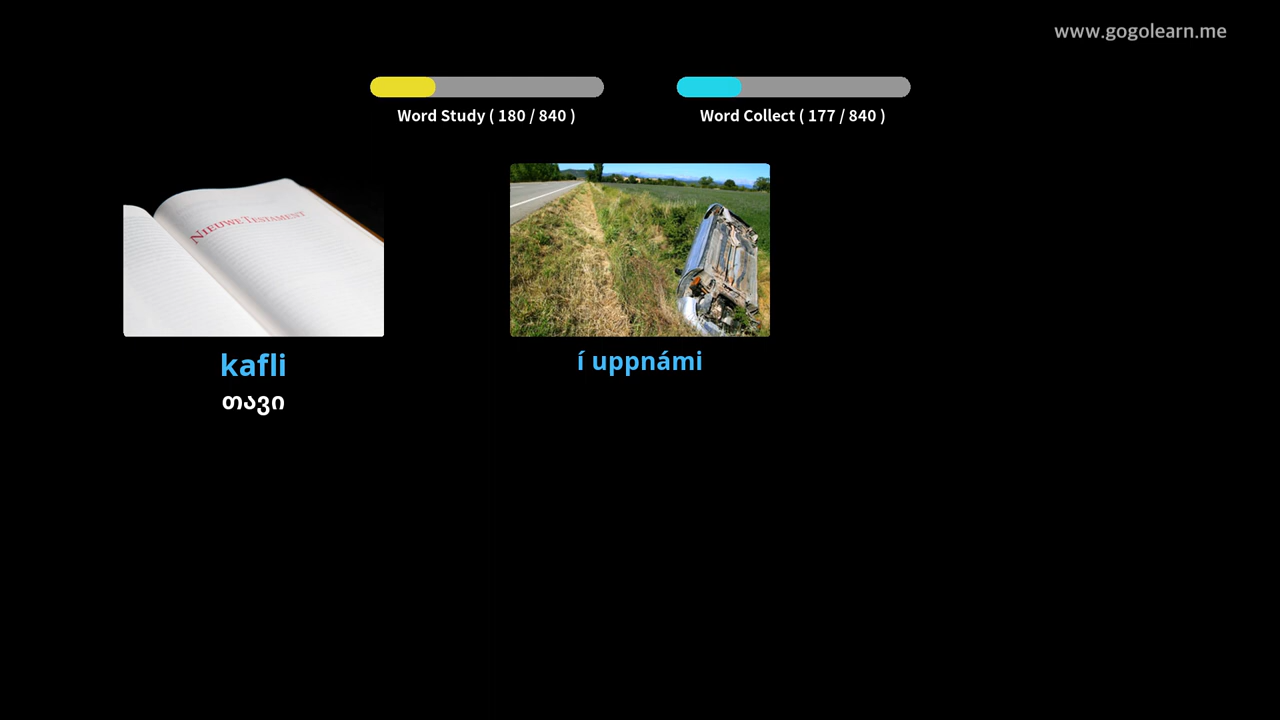 www.gogolearn.me
Word Study ( 180 / 840 )
Word Collect ( 177 / 840 )
NIEUWE TESTAMENT
kafli
თავი
í uppnámi